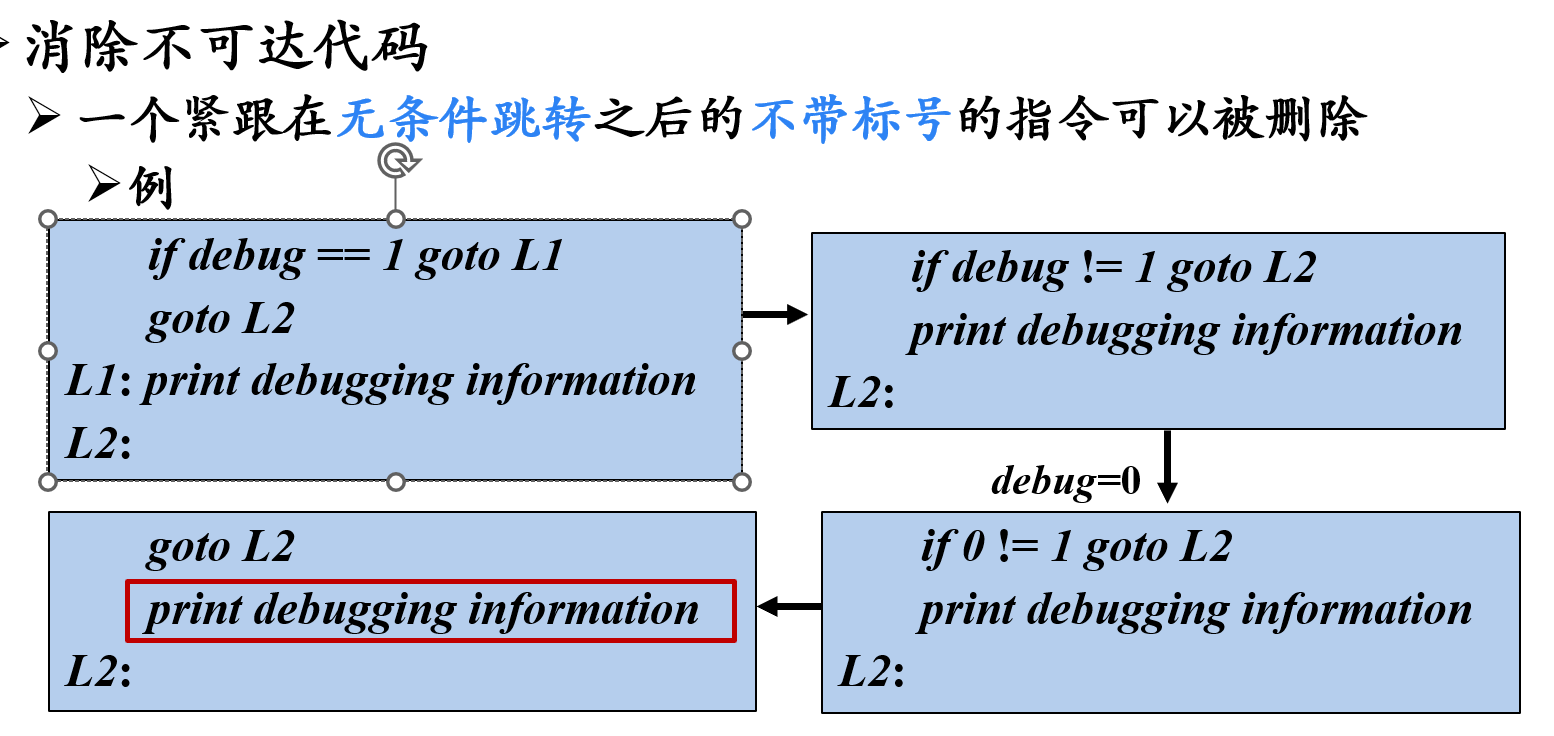 消除不可达代码
一个紧跟在无条件跳转之后的不带标号的指令可以被删除
例
if debug == 1 goto L1
goto L2
L1: print debugging information
L2:
if debug != 1 goto L2
print debugging information
L2:
debug=0
if 0 != 1 goto L2
print debugging information
L2:
goto L2
print debugging information
L2: